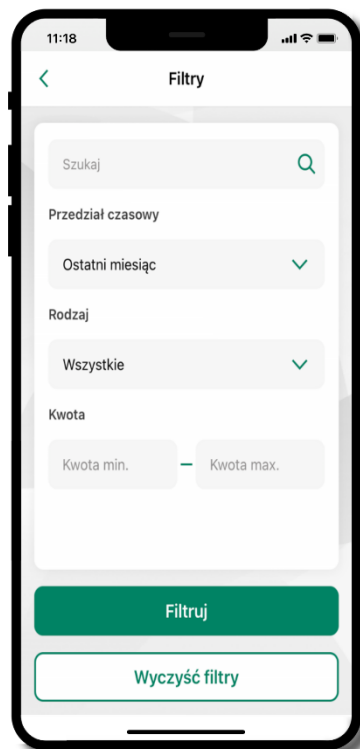 11:18
Filtry
Szukaj
Przedział czasowy
Ostatni miesiąc
Rodzaj
Wszystkie
Kwota
Kwota min. – Kwota max.
Filtruj
Wyczyść filtry